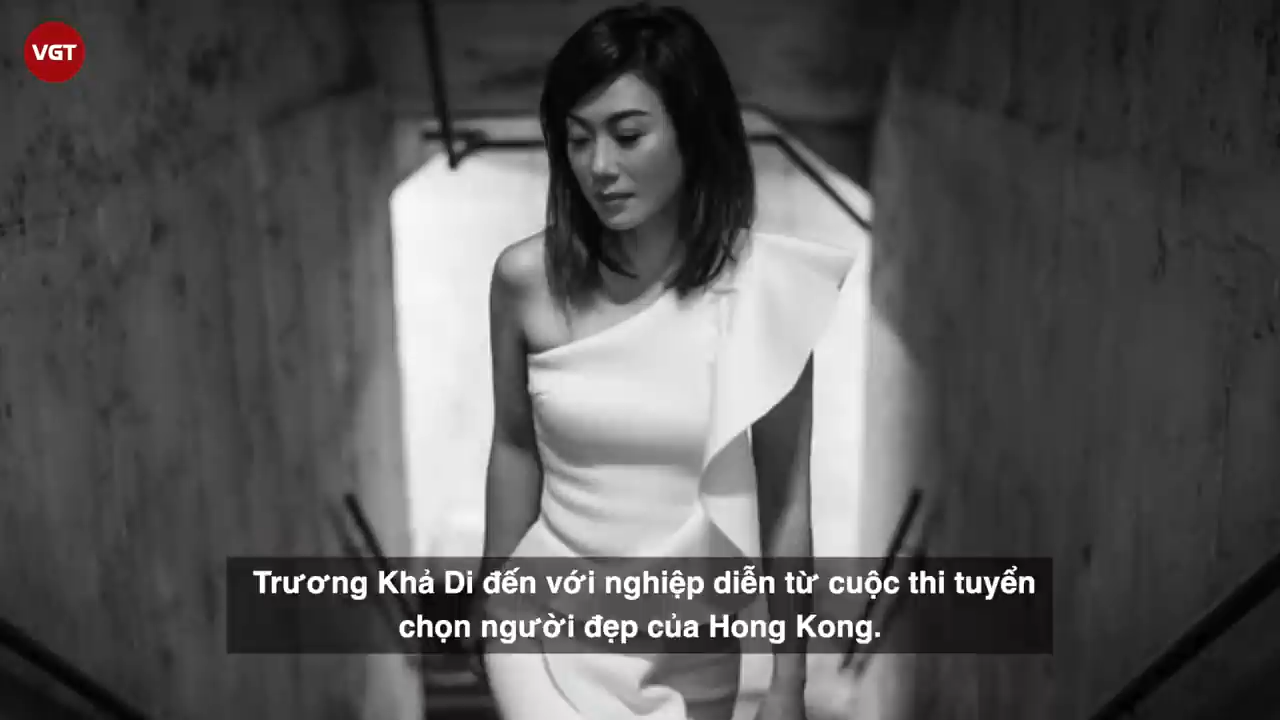 VGT
Trương Khả Di đến với nghiệp diễn từ cuộc thi tuyển
chọn người đẹp của Hong Kong.